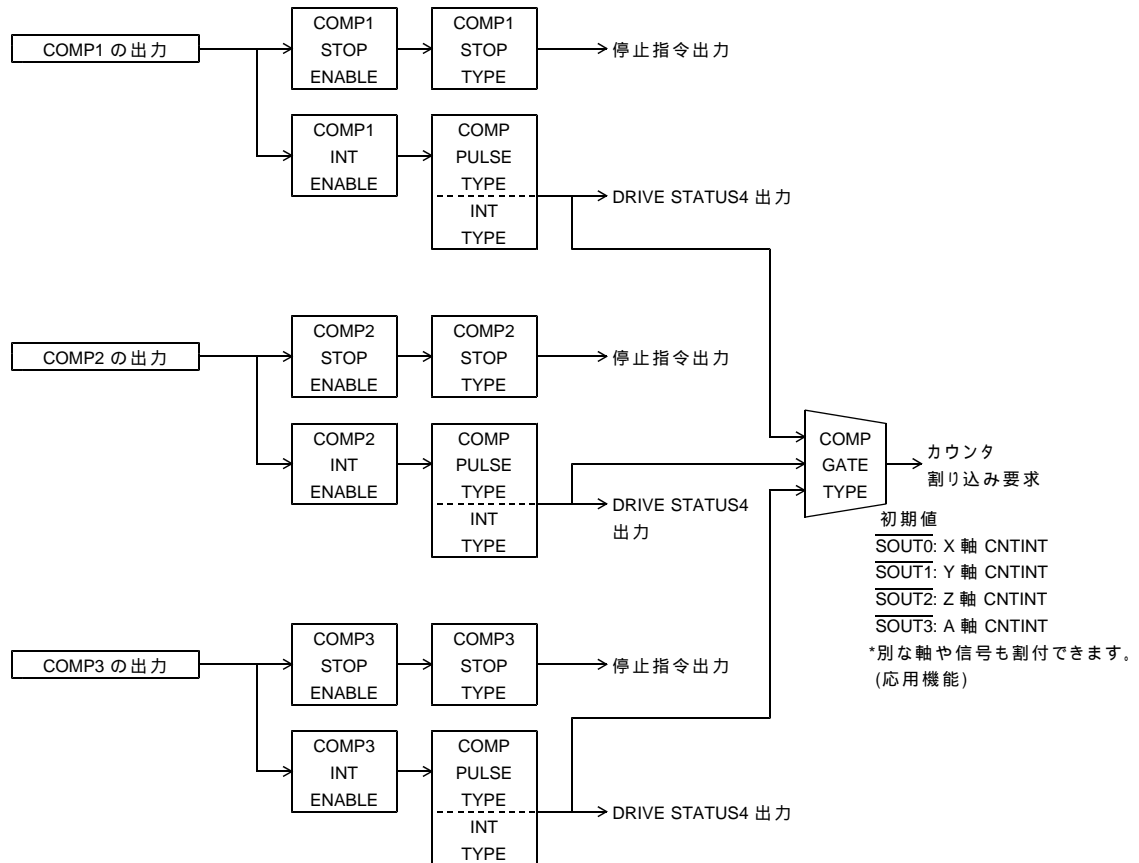 COMP1 の出力
COMP1
STOP
ENABLE
COMP1
STOP
TYPE
停止指令出力
COMP1
INT
ENABLE
COMP
PULSE
TYPE
INT
TYPE
DRIVE STATUS4 出力
COMP2 の出力
COMP2
STOP
ENABLE
COMP2
STOP
TYPE
停止指令出力
COMP2
INT
ENABLE
COMP
PULSE
TYPE
INT
TYPE
DRIVE STATUS4
出力
COMP
GATE
TYPE
カウンタ
割り込み要求
初期値
SOUT0: X 軸 CNTINT
SOUT1: Y 軸 CNTINT
SOUT2: Z 軸 CNTINT
SOUT3: A 軸 CNTINT
*別な軸や信号も割付できます。
(応用機能)
COMP3 の出力
COMP3
STOP
ENABLE
COMP3
STOP
TYPE
停止指令出力
COMP3
INT
ENABLE
COMP
PULSE
TYPE
INT
TYPE
DRIVE STATUS4 出力